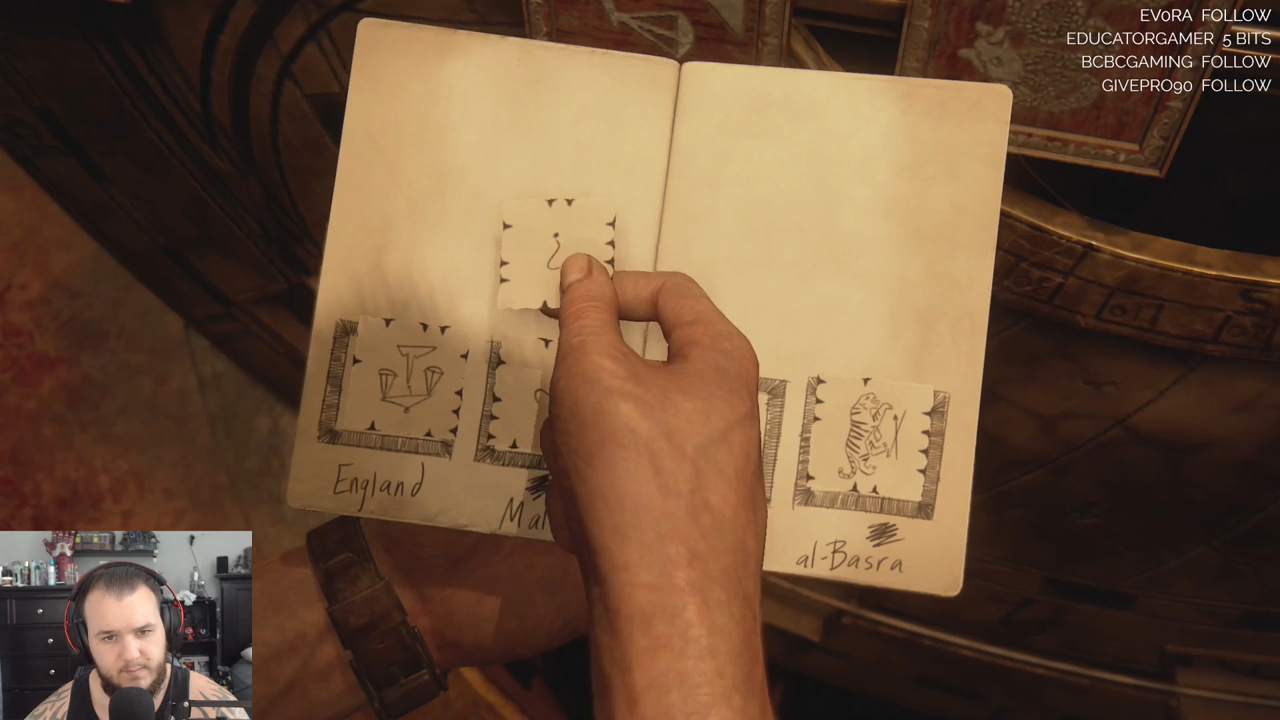 EV0RA FOLLOW
EDUCATORGAMER 5 BITS
BCBCGAMING FOLLOW
GIVEPRO90 FOLLOW
England
al-Basra